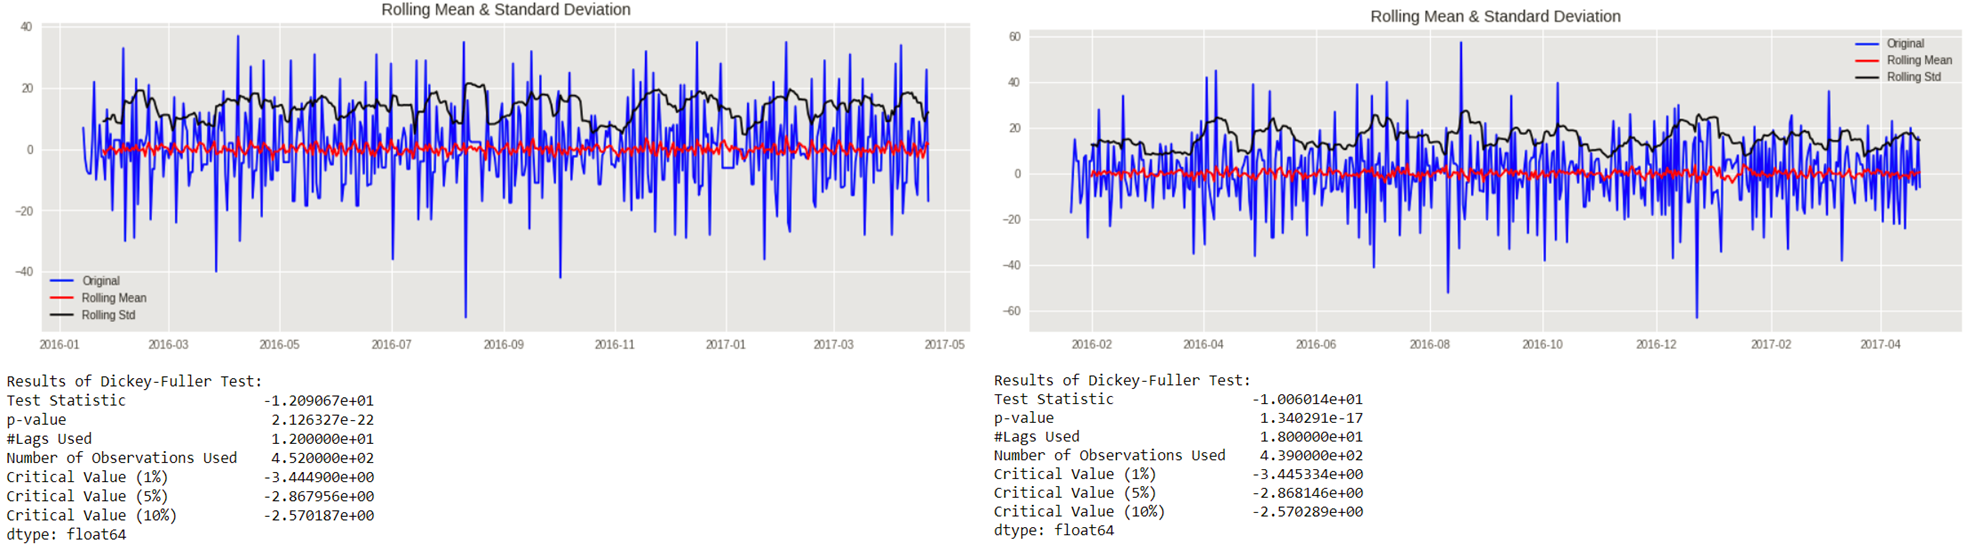 Rolling Mean & Standard Deviation
40
20
0
−20
−40
Original
Rolling Mean
Rolling Std
2016-01 2016-03 2016-05 2016-07 2016-09 2016-11 2017-01 2017-03 2017-05
Results of Dickey-Fuller Test:
Test Statistic -1.209067e+01
p-value 2.126327e-22
#Lags Used 1.200000e+01
Number of Observations Used 4.520000e+02
Critical Value (1%) -3.444900e+00
Critical Value (5%) -2.867956e+00
Critical Value (10%) -2.570187e+00
dtype: float64
Rolling Mean & Standard Deviation
60
40
20
0
−20
−40
−60
Original
Rolling Mean
Rolling Std
2016-02 2016-04 2016-06 2016-08 2016-10 2016-12 2017-02 2017-04
Results of Dickey-Fuller Test:
Test Statistic -1.006014e+01
p-value 1.340291e-17
#Lags Used 1.800000e+01
Number of Observations Used 4.390000e+02
Critical Value (1%) -3.445334e+00
Critical Value (5%) -2.868146e+00
Critical Value (10%) -2.570289e+00
dtype: float64